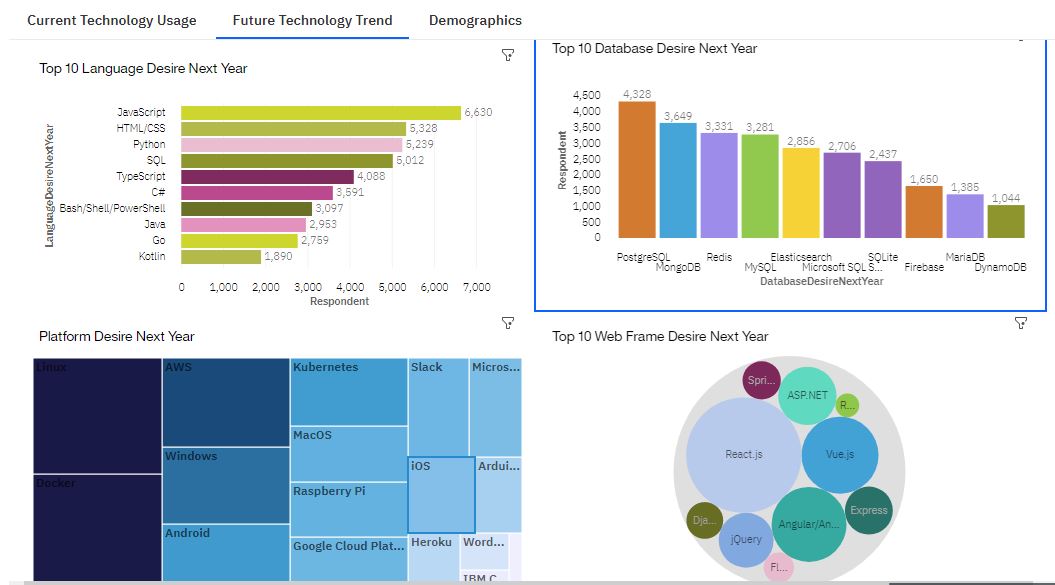 Current Technology Usage Future Technology Trend Demographics
Top 10 Language Desire Next Year
LanguageDesireNextYear
JavaScript 6,630
HTML/CSS 5,328
Python 5,239
SQL 5,012
TypeScript 4,088
C# 3,591
Bash/Shell/PowerShell 3,097
Java 2,953
Go 2,759
Kotlin 1,890
0 1,000 2,000 3,000 4,000 5,000 6,000 7,000
Respondent
Top 10 Database Desire Next Year
Respondent
4,500
4,000
3,500
3,000
2,500
2,000
1,500
1,000
500
0
4,328 3,649 3,331 3,281 2,856 2,706 2,437 1,650 1,385 1,044
PostgreSQL Redis Elasticsearch SQLite MariaDB
MongoDB MySQL Microsoft SQL S... Firebase DynamoDB
DatabaseDesireNextYear
Platform Desire Next Year
Linux AWS Kubernetes Slack Micros...
MacOS
Windows iOS Ardui...
Docker Raspberry Pi
Android
Google Cloud Plat... Heroku Word...
IBM C
Top 10 Web Frame Desire Next Year
Spri...
ASP.NET
R...
React.js Vue.js
Express
Dja...
Angular/An...
jQuery
Fl...